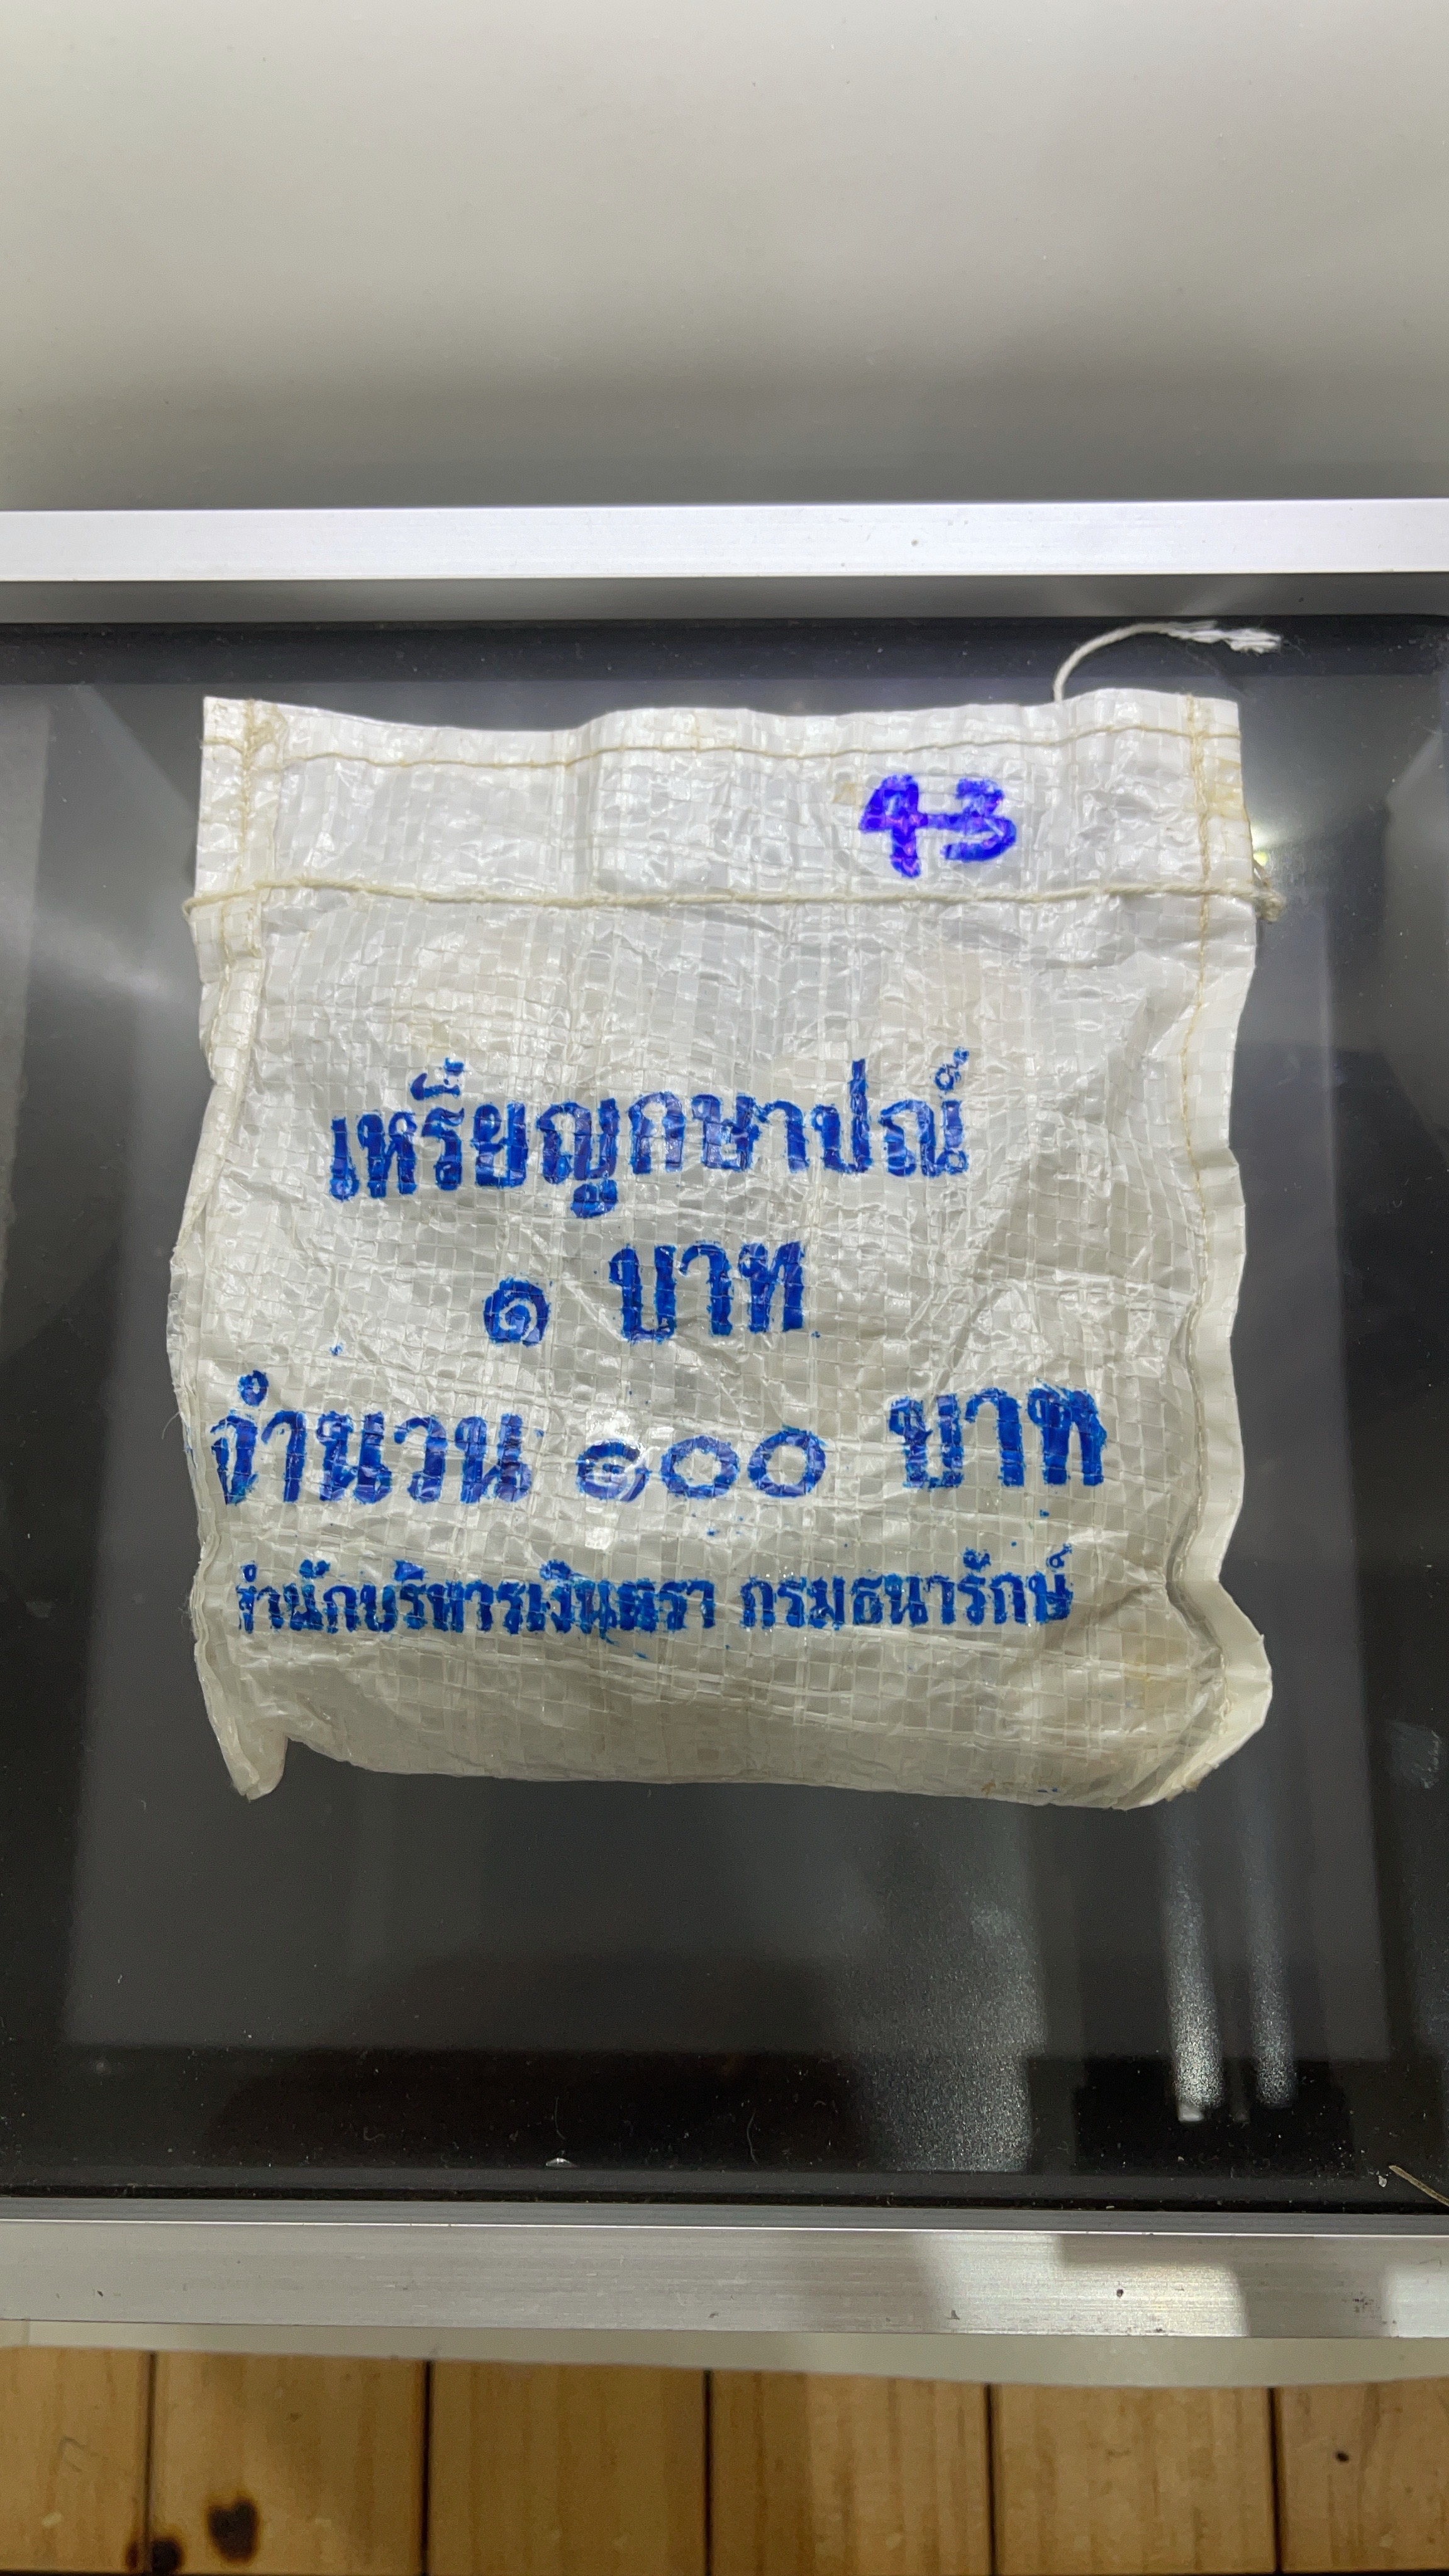 43
เหรียญกษาปณ์
๑ บาท
จำนวน ๑๐๐ บาท
สำนักบริหารเงินตรา กรมธนารักษ์